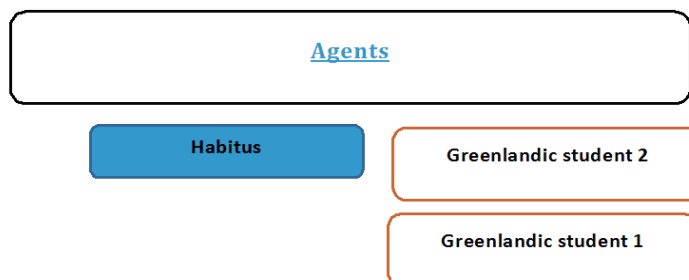 Agents
Habitus
Greenlandic student 2
Greenlandic student 1